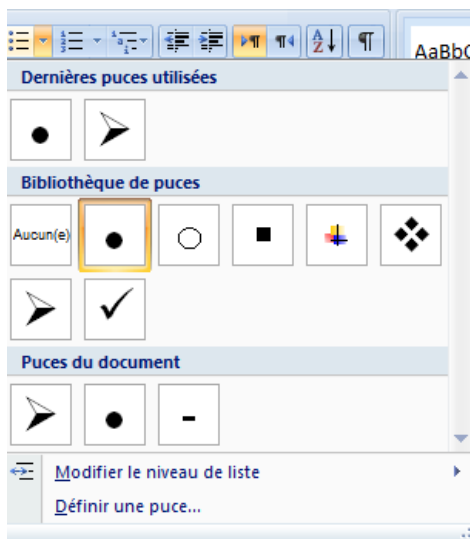 AaBbC
Dernières puces utilisées
Bibliothèque de puces
Aucun(e)
Puces du document
Modifier le niveau de liste
Définir une puce...